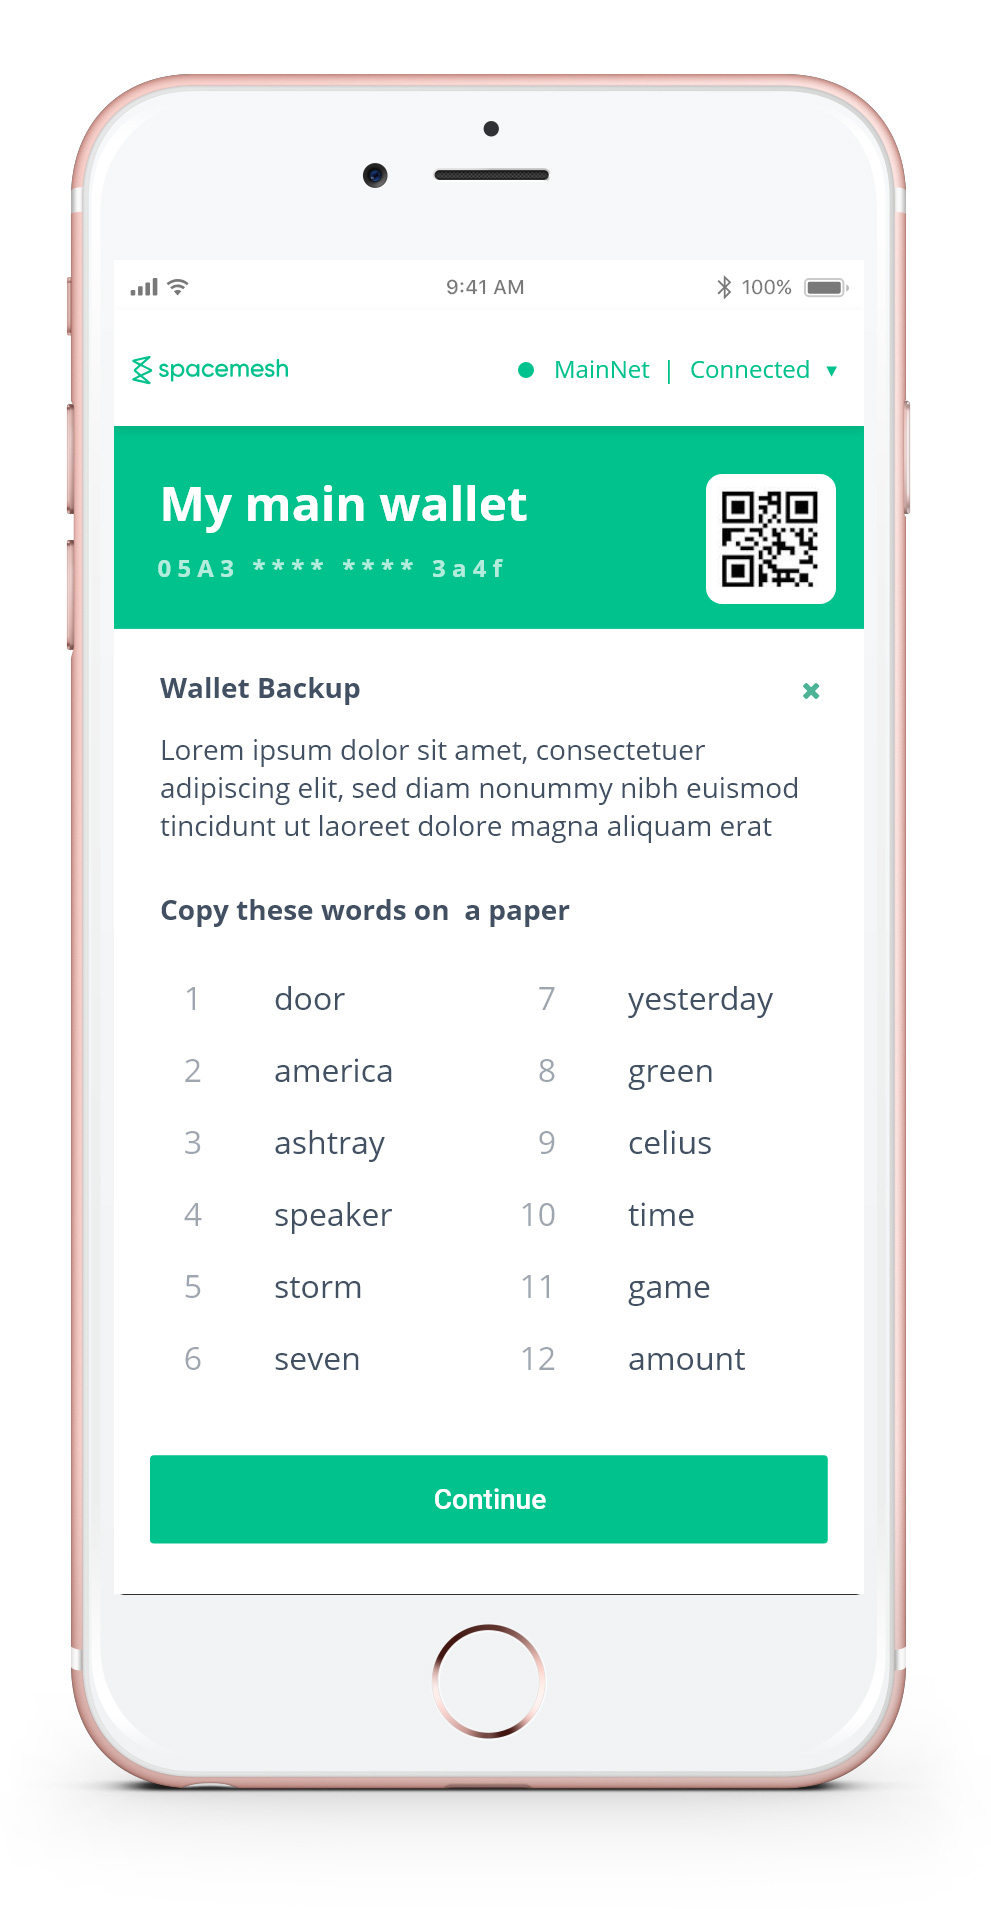 9:41 AM 100%
spacemesh MainNet | Connected ▼
My main wallet
05A3 **** **** 3a4f
Wallet Backup
Lorem ipsum dolor sit amet, consectetuer
adipiscing elit, sed diam nonummy nibh euismod
tincidunt ut laoreet dolore magna aliquam erat
Copy these words on  a paper
1 door 7 yesterday
2 america 8 green
3 ashtray 9 celius
4 speaker 10 time
5 storm 11 game
6 seven 12 amount
Continue